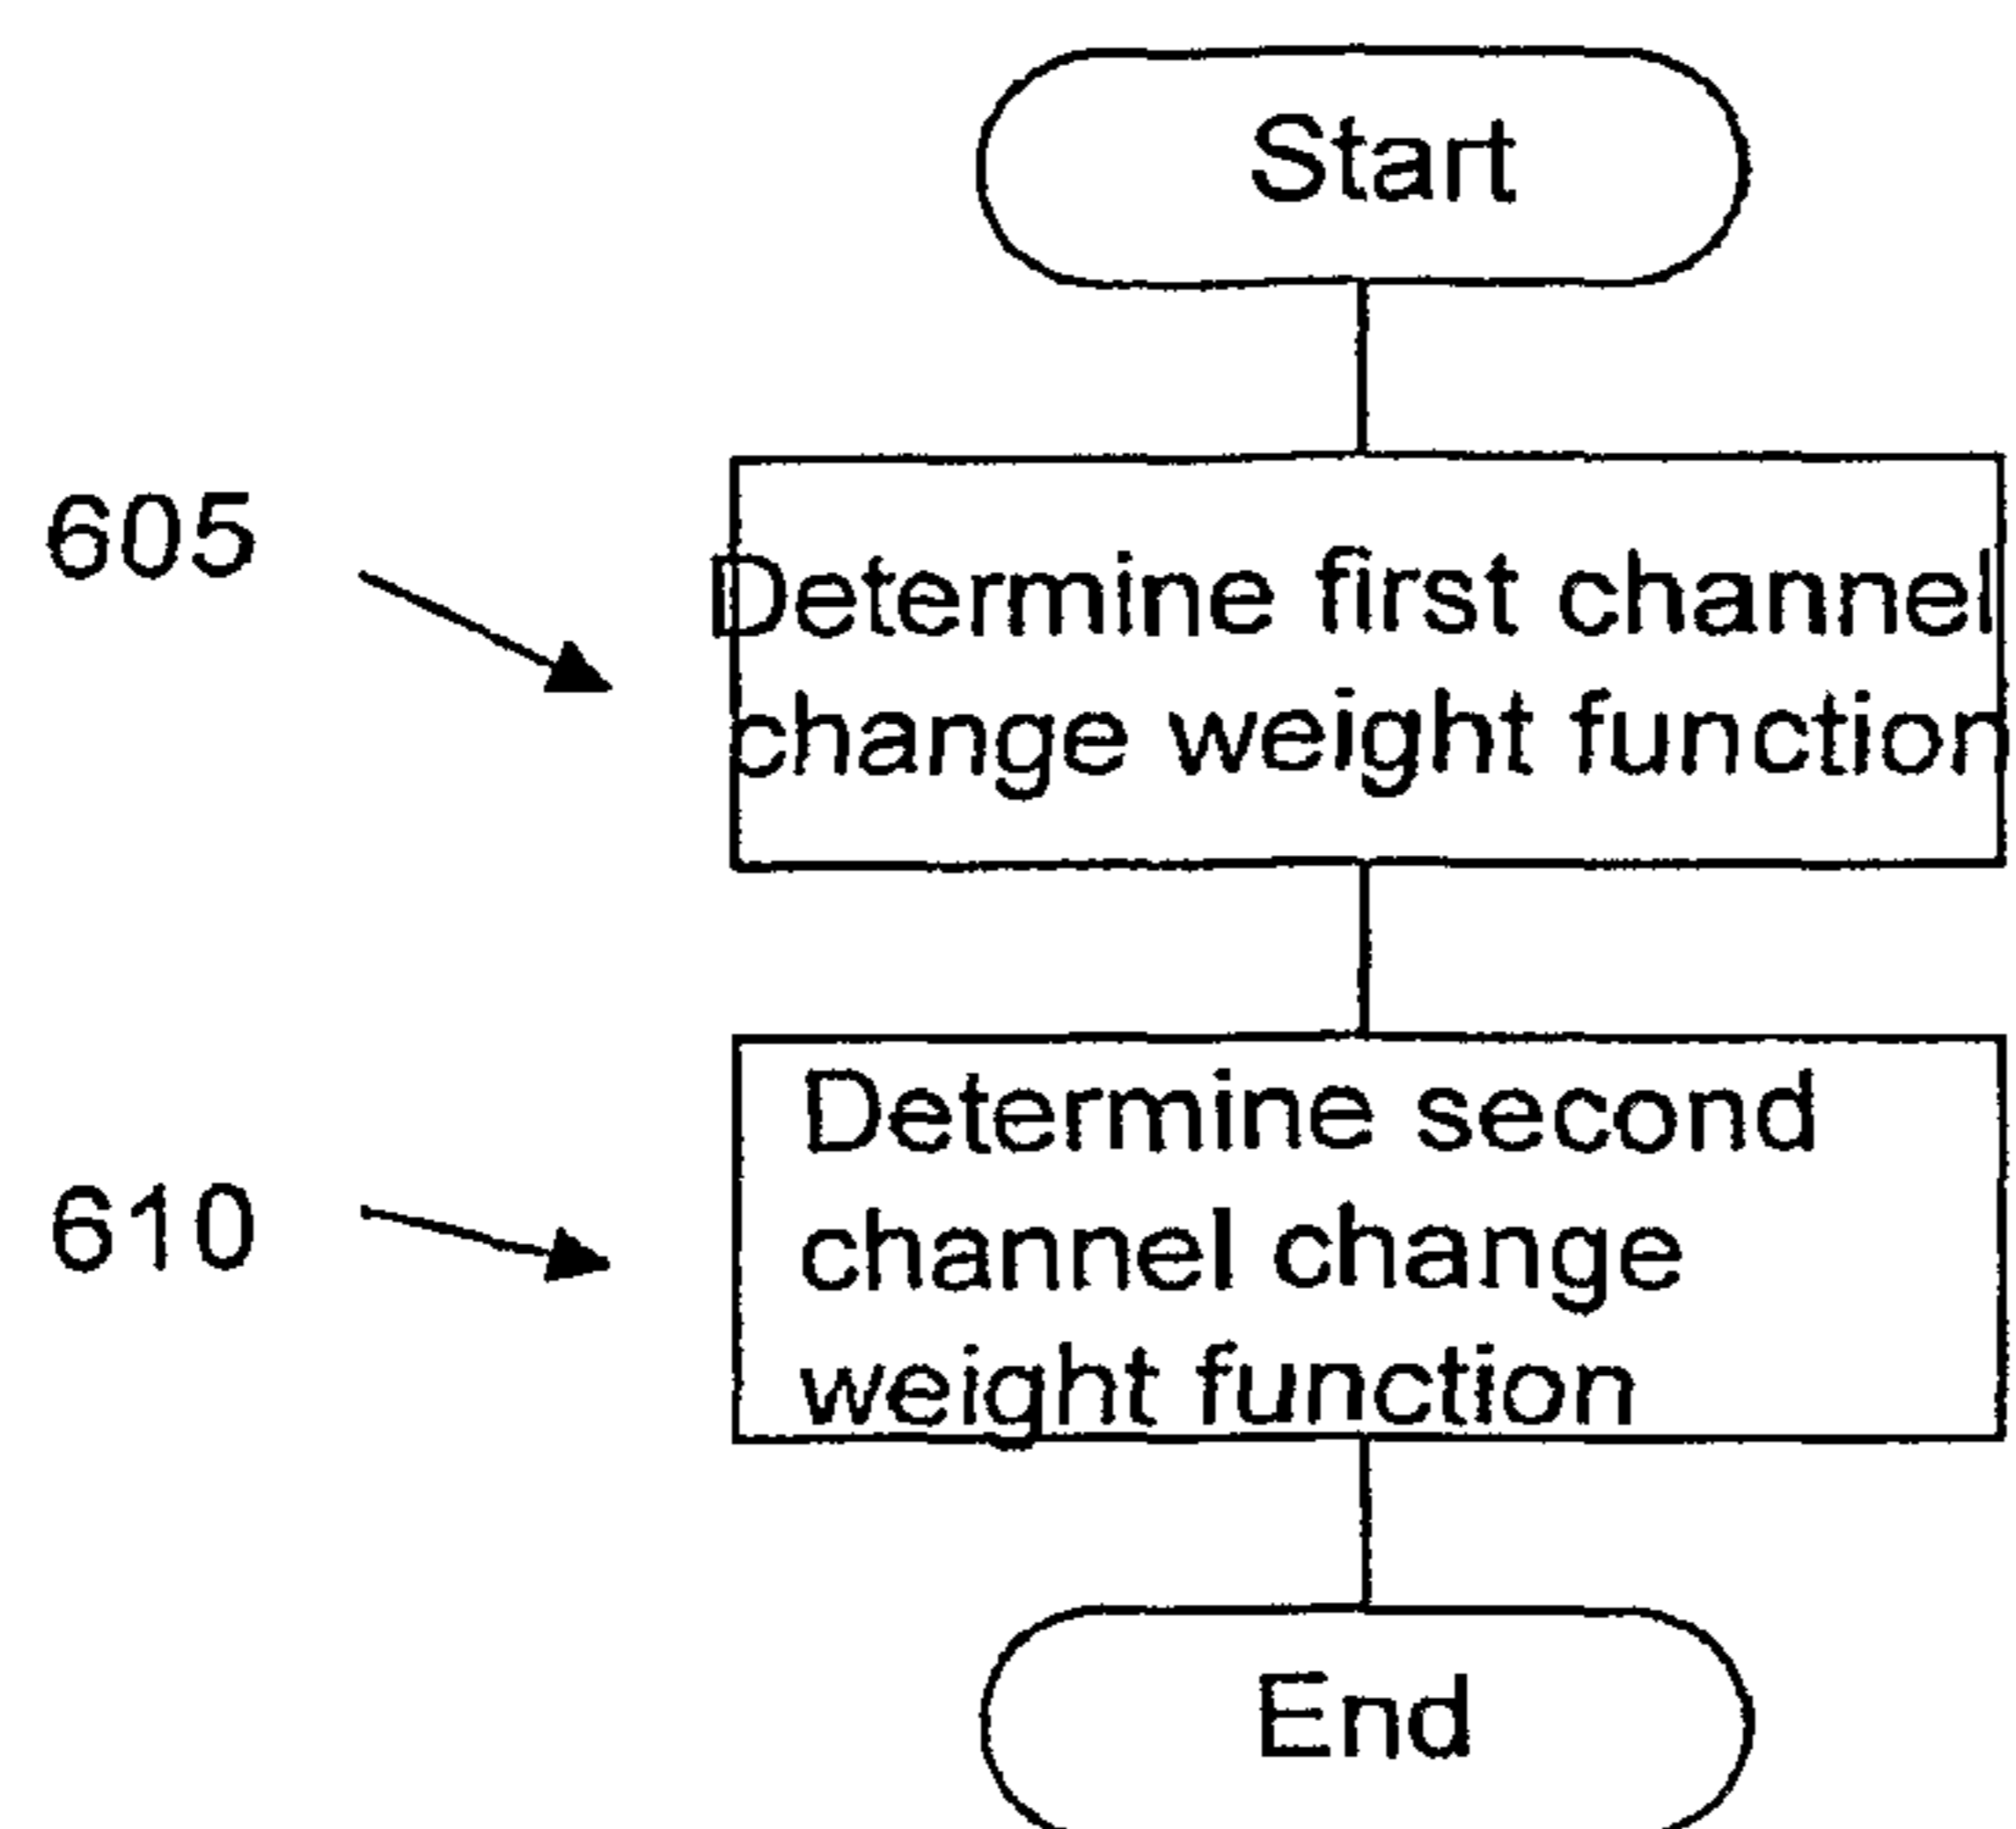 Start
605
Determine first channel
change weight function
610
Determine second
channel change
weight function
End